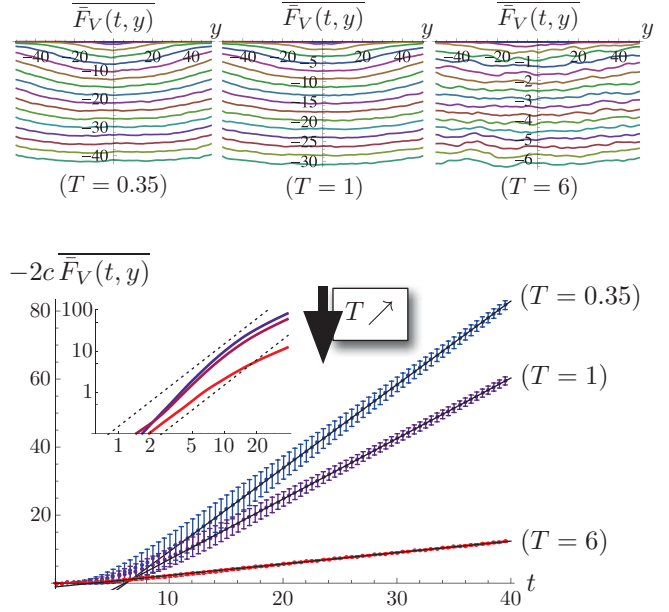 F̄_V(t, y) y F̄_V(t, y) y F̄_V(t, y) y
−40 −20 20 40 −40 −20 20 40 −40 −20 20 40
−10 −20 −30 −40
−5 −10 −15 −20 −25 −30
−1 −2 −3 −4 −5 −6
(T = 0.35) (T = 1) (T = 6)
−2c F̄_V(t, y)
80
60
40
20
100
10
1
1 2 5 10 20
T ↗
(T = 0.35)
(T = 1)
(T = 6)
10 20 30 40 t